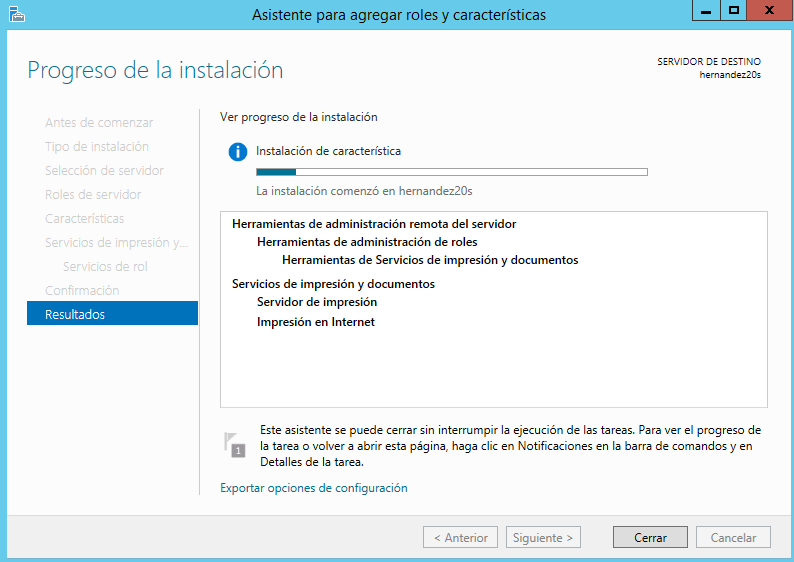 Asistente para agregar roles y características
Progreso de la instalación
SERVIDOR DE DESTINO
hernandez20s
Antes de comenzar
Tipo de instalación
Selección de servidor
Roles de servidor
Características
Servicios de impresión y...
Servicios de rol
Confirmación
Resultados
Ver progreso de la instalación
Instalación de característica
La instalación comenzó en hernandez20s
Herramientas de administración remota del servidor
Herramientas de administración de roles
Herramientas de Servicios de impresión y documentos
Servicios de impresión y documentos
Servidor de impresión
Impresión en Internet
1
Este asistente se puede cerrar sin interrumpir la ejecución de las tareas. Para ver el progreso de
la tarea o volver a abrir esta página, haga clic en Notificaciones en la barra de comandos y en
Detalles de la tarea.
Exportar opciones de configuración
< Anterior
Siguiente >
Cerrar
Cancelar